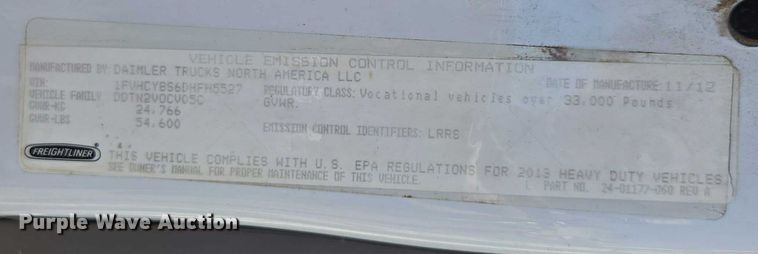 VEHICLE EMISSION CONTROL INFORMATION
MANUFACTURED BY: DAIMLER TRUCKS NORTH AMERICA LLC DATE OF MANUFACTURE: 11/12
VIN: 1FVHCYBS6DHFH5527 REGULATORY CLASS: Vocational vehicles over 33,000 Pounds
VEHICLE FAMILY: DDTN2VOCV05C GVWR.
GVWR-KG 24,766
GVWR-LBS 54,600 EMISSION CONTROL IDENTIFIERS: LRRS
FREIGHTLINER
THIS VEHICLE COMPLIES WITH U.S. EPA REGULATIONS FOR 2013 HEAVY DUTY VEHICLES
SEE OWNER'S MANUAL FOR PROPER MAINTENANCE OF THIS VEHICLE.
PART NO. 24-01177-060 REV A
Purple Wave Auction